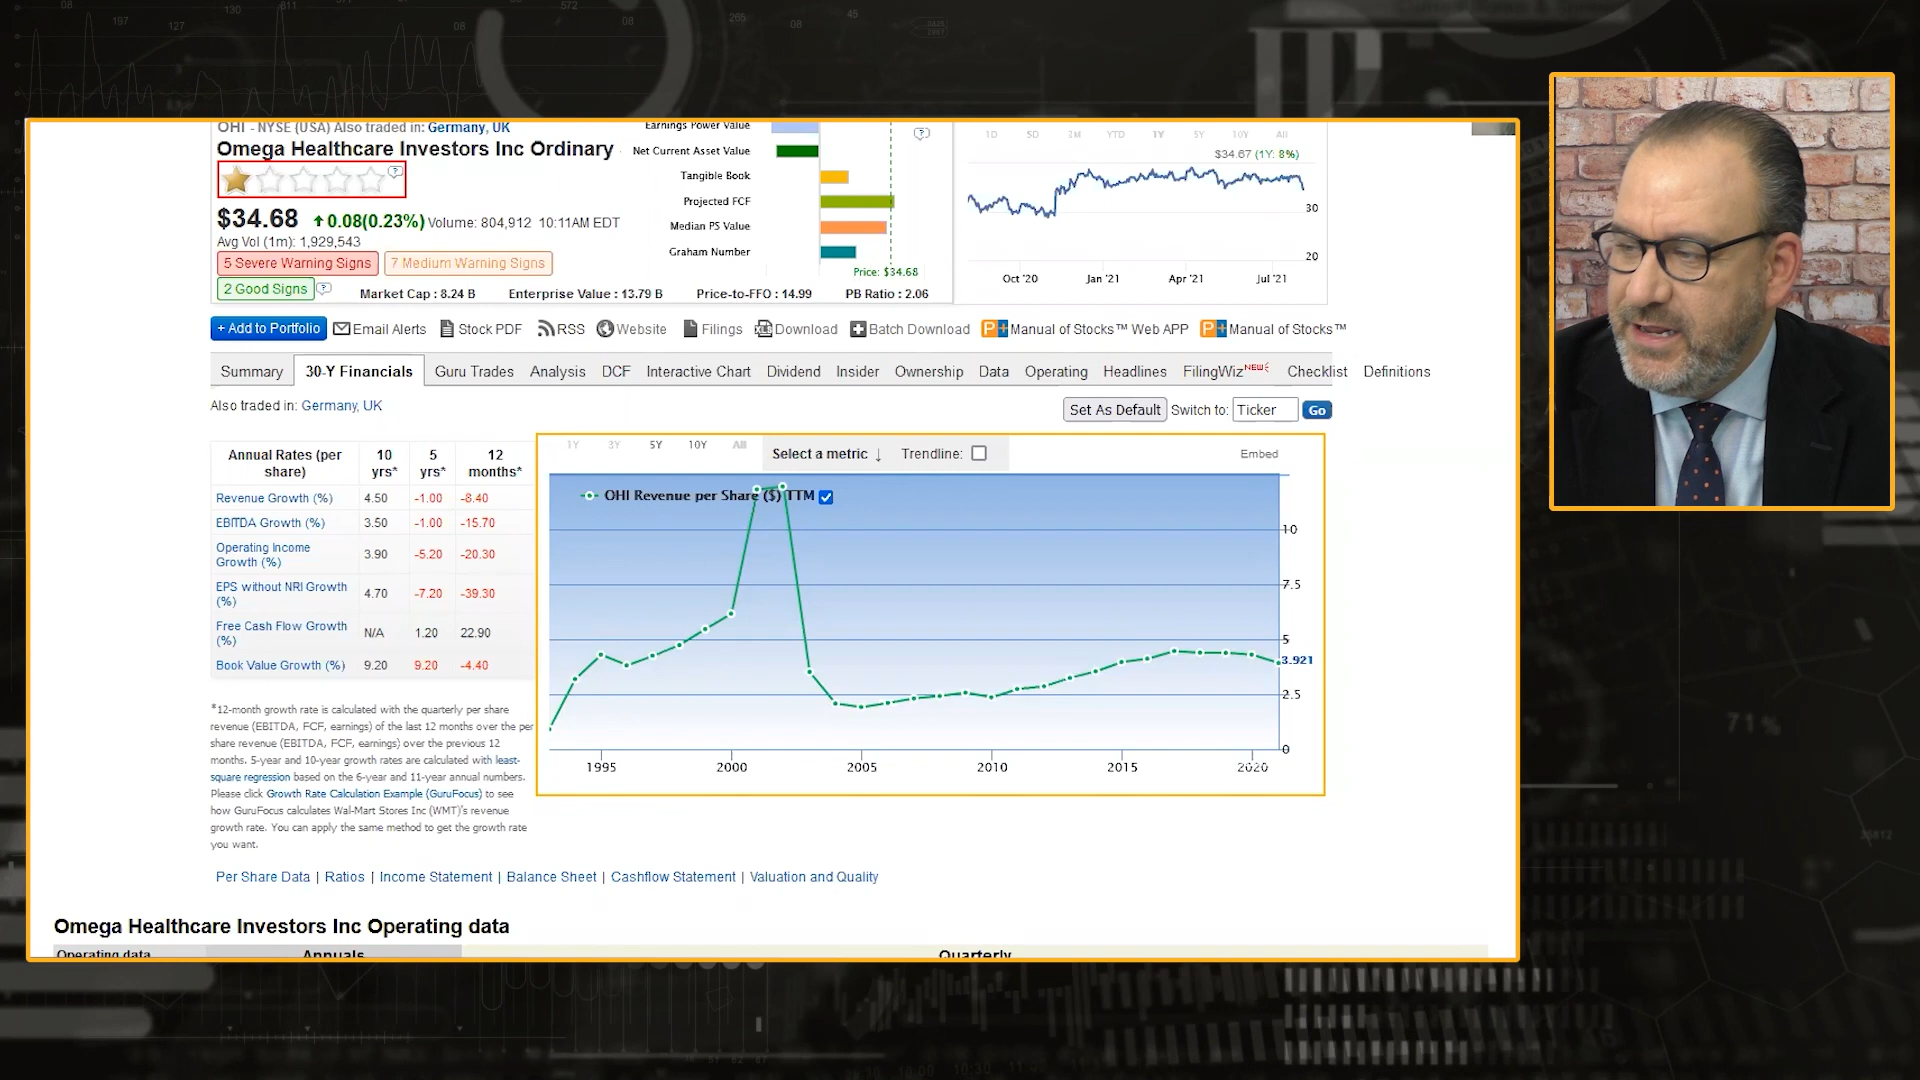 OHI - NYSE (USA) Also traded in: Germany, UK
Omega Healthcare Investors Inc Ordinary
$34.68 0.08(0.23%) Volume: 804,912 10:11AM EDT
Avg Vol (1m): 1,929,543
5 Severe Warning Signs 7 Medium Warning Signs
2 Good Signs
Market Cap : 8.24 B Enterprise Value : 13.79 B Price-to-FFO : 14.99 PB Ratio : 2.06
Earnings Power Value
Net Current Asset Value
Tangible Book
Projected FCF
Median PS Value
Graham Number
Price: $34.68
1D 5D 2M YTD 1Y 5Y 10Y All
$34.67 (1Y: 8%)
30
20
Oct '20 Jan '21 Apr '21 Jul '21
+ Add to Portfolio Email Alerts Stock PDF RSS Website Filings Download Batch Download P+ Manual of Stocks™ Web APP P+ Manual of Stocks™
Summary 30-Y Financials Guru Trades Analysis DCF Interactive Chart Dividend Insider Ownership Data Operating Headlines FilingWiz NEW Checklist Definitions
Also traded in: Germany, UK
Set As Default Switch to: Ticker Go
Annual Rates (per share) 10 yrs* 5 yrs* 12 months*
Revenue Growth (%) 4.50 -1.00 -8.40
EBITDA Growth (%) 3.50 -1.00 -15.70
Operating Income Growth (%) 3.90 -5.20 -20.30
EPS without NRI Growth (%) 4.70 -7.20 -39.30
Free Cash Flow Growth (%) N/A 1.20 22.90
Book Value Growth (%) 9.20 9.20 -4.40
*12-month growth rate is calculated with the quarterly per share
revenue (EBITDA, FCF, earnings) of the last 12 months over the per
share revenue (EBITDA, FCF, earnings) over the previous 12
months. 5-year and 10-year growth rates are calculated with least-
square regression based on the 6-year and 11-year annual numbers.
Please click Growth Rate Calculation Example (GuruFocus) to see
how GuruFocus calculates Wal-Mart Stores Inc (WMT)'s revenue
growth rate. You can apply the same method to get the growth rate
you want.
1Y 3Y 5Y 10Y All Select a metric ↓ Trendline: Embed
OHI Revenue per Share ($) TTM
10
7.5
5
3.921
2.5
0
1995 2000 2005 2010 2015 2020
Per Share Data | Ratios | Income Statement | Balance Sheet | Cashflow Statement | Valuation and Quality
Omega Healthcare Investors Inc Operating data
Operating data Annuals Quarterly
71%